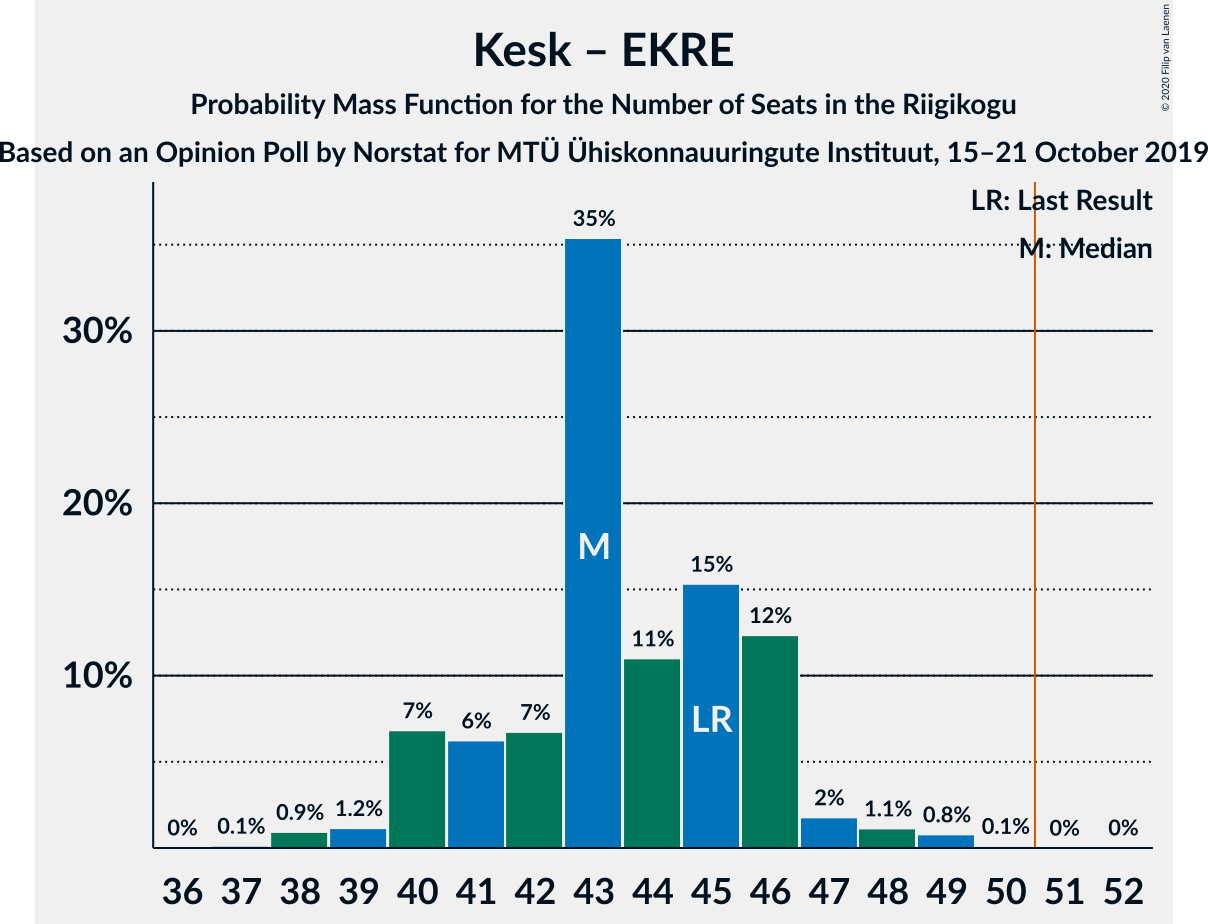 Kesk – EKRE
Probability Mass Function for the Number of Seats in the Riigikogu
Based on an Opinion Poll by Norstat for MTÜ Ühiskonnauuringute Instituut, 15–21 October 2019
© 2020 Filip van Laenen
LR: Last Result
M: Median
30%
20%
10%
0%
0.1%
0.9%
1.2%
7%
6%
7%
35%
11%
15%
12%
2%
1.1%
0.8%
0.1%
0%
0%
M
LR
36 37 38 39 40 41 42 43 44 45 46 47 48 49 50 51 52